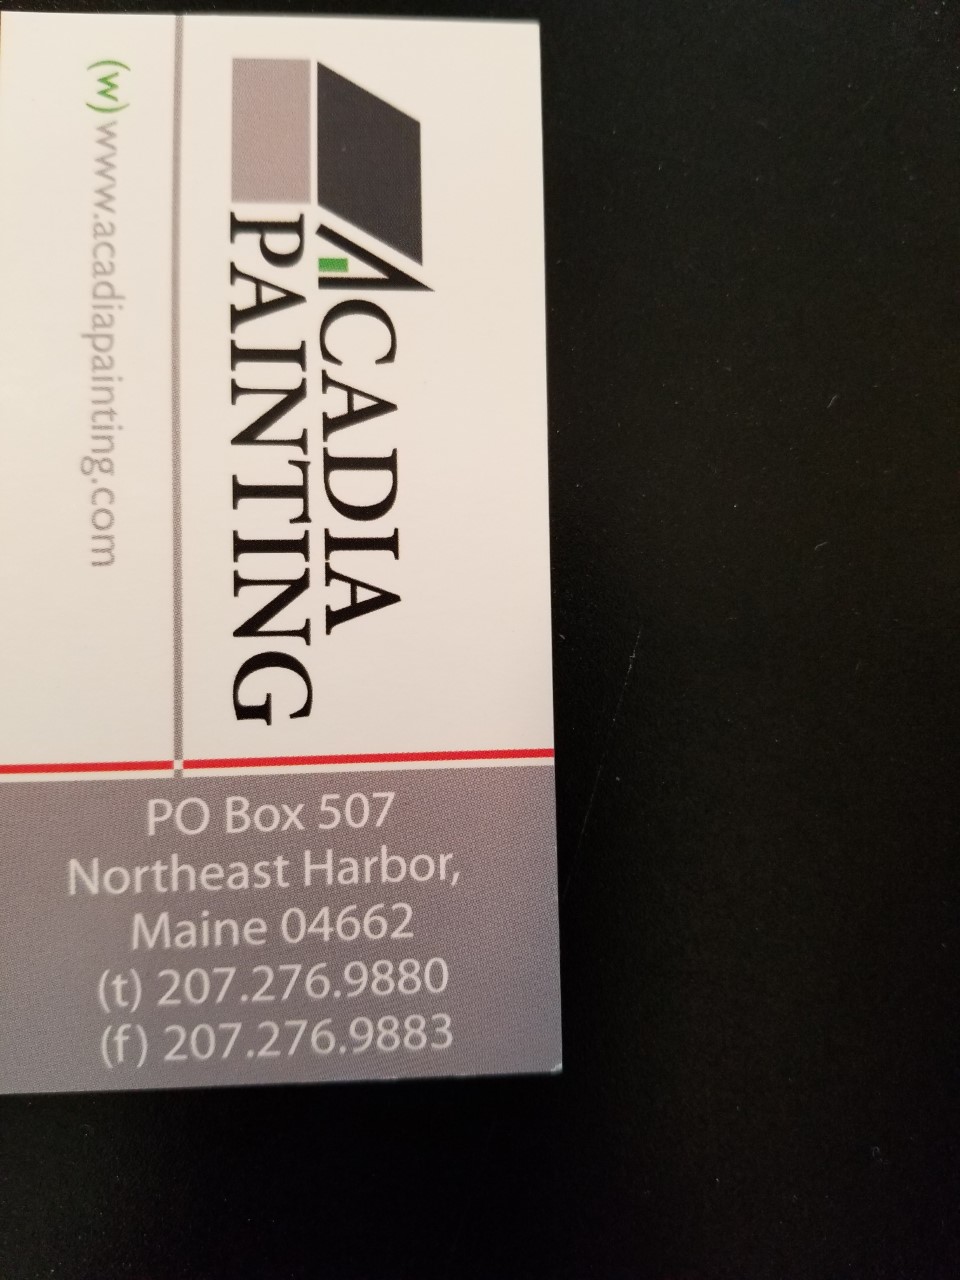 ACADIA
PAINTING
(w) www.acadiapainting.com
PO Box 507
Northeast Harbor,
Maine 04662
(t) 207.276.9880
(f) 207.276.9883